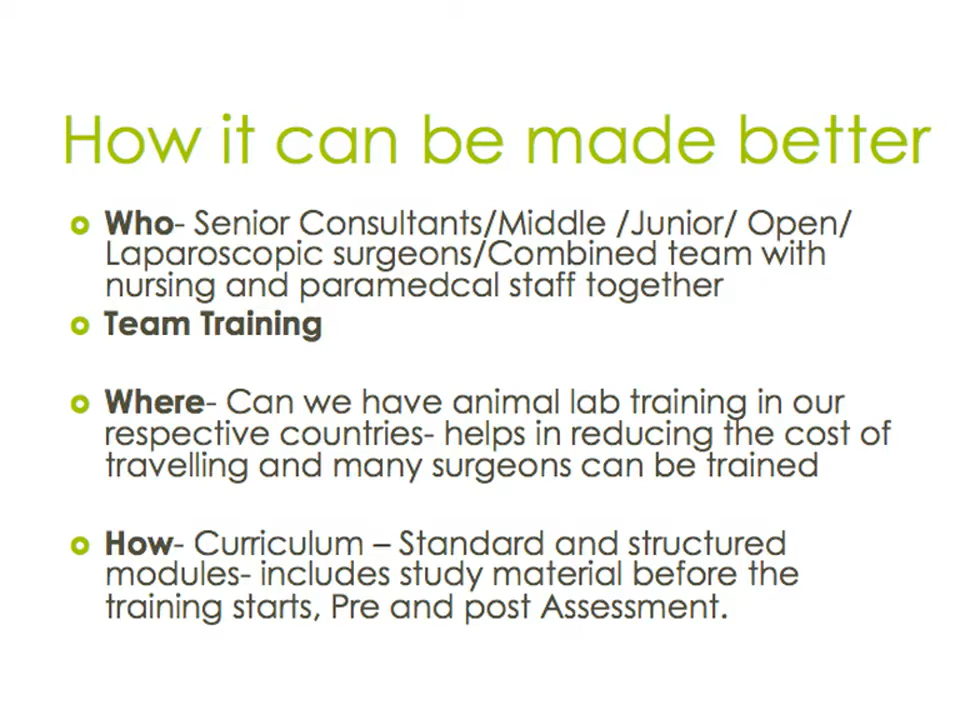 How it can be made better
Who- Senior Consultants/Middle /Junior/ Open/
Laparoscopic surgeons/Combined team with
nursing and paramedcal staff together
Team Training
Where- Can we have animal lab training in our
respective countries- helps in reducing the cost of
travelling and many surgeons can be trained
How- Curriculum – Standard and structured
modules- includes study material before the
training starts, Pre and post Assessment.